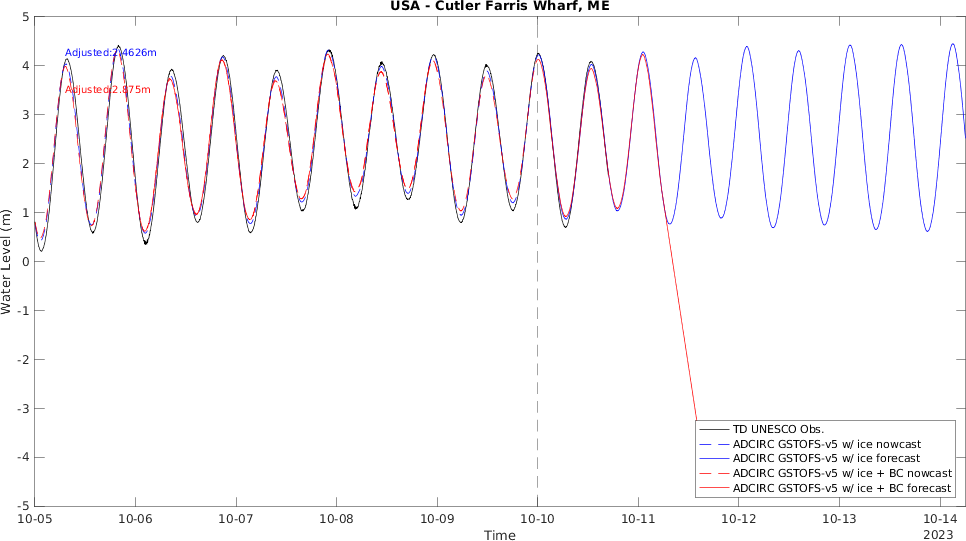 USA - Cutler Farris Wharf, ME
Adjusted:2.4626m
Adjusted:2.875m
Water Level (m)
5
4
3
2
1
0
-1
-2
-3
-4
-5
TD UNESCO Obs.
ADCIRC GSTOFS-v5 w/ ice nowcast
ADCIRC GSTOFS-v5 w/ ice forecast
ADCIRC GSTOFS-v5 w/ ice + BC nowcast
ADCIRC GSTOFS-v5 w/ ice + BC forecast
10-05 10-06 10-07 10-08 10-09 10-10 10-11 10-12 10-13 10-14
2023
Time